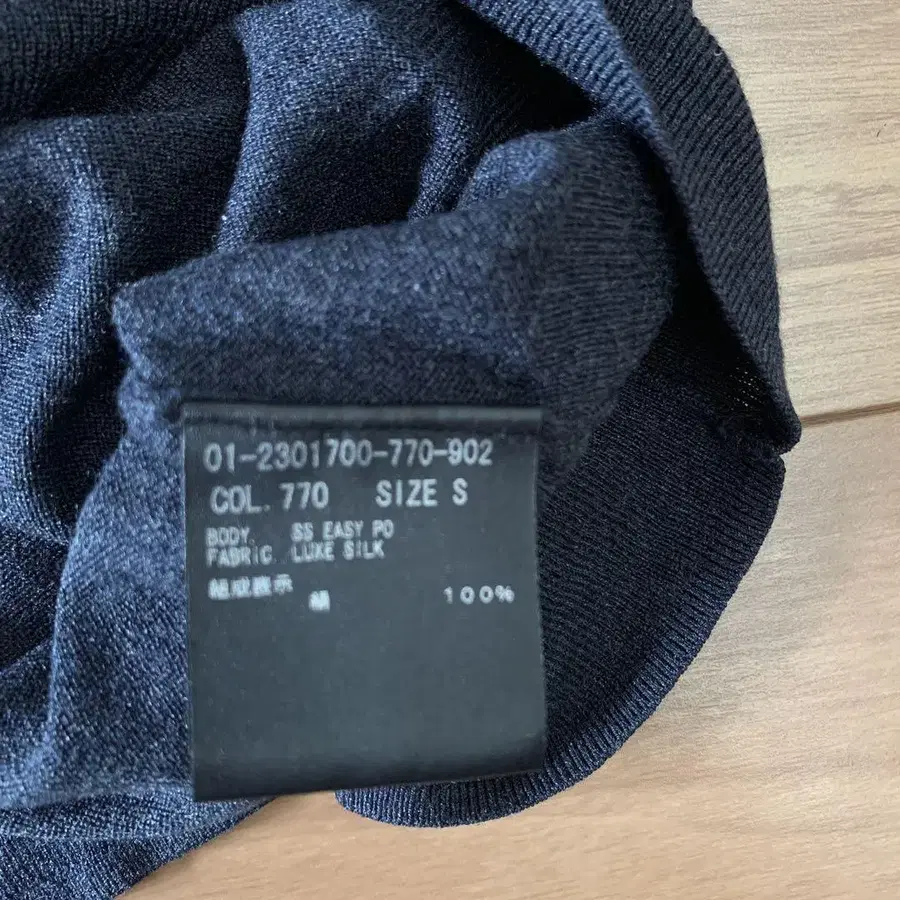 01-2301700-770-902
COL. 770 SIZE S
BODY. SS EASY PO
FABRIC. LUXE SILK
組成表示
100%